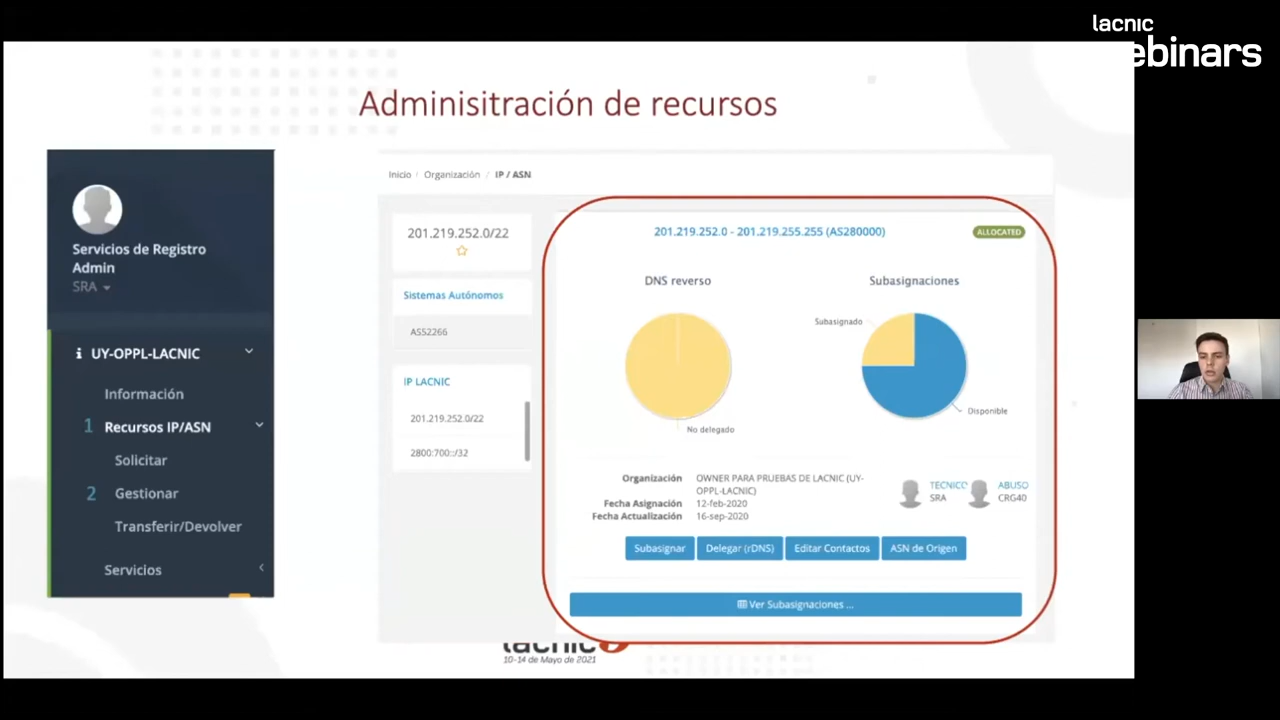 lacnic
ebinars
Adminisitración de recursos
Servicios de Registro
Admin
SRA
UY-OPPL-LACNIC
Información
1 Recursos IP/ASN
Solicitar
2 Gestionar
Transferir/Devolver
Servicios
Inicio / Organización / IP / ASN
201.219.252.0/22
Sistemas Autónomos
AS52266
IP LACNIC
201.219.252.0/22
2800:700::/32
201.219.252.0 - 201.219.255.255 (AS280000)
ALLOCATED
DNS reverso
No delegado
Subasignaciones
Subasignado
Disponible
Organización OWNER PARA PRUEBAS DE LACNIC (UY-
OPPL-LACNIC)
Fecha Asignación 12-feb-2020
Fecha Actualización 16-sep-2020
TECNICO
SRA
ABUSO
CRG40
Subasignar Delegar (rDNS) Editar Contactos ASN de Origen
Ver Subasignaciones ...
lacnic
10-14 de Mayo de 2021